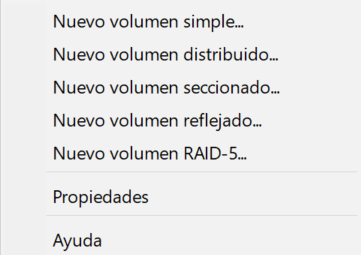 Nuevo volumen simple...
Nuevo volumen distribuido...
Nuevo volumen seccionado...
Nuevo volumen reflejado...
Nuevo volumen RAID-5...
Propiedades
Ayuda